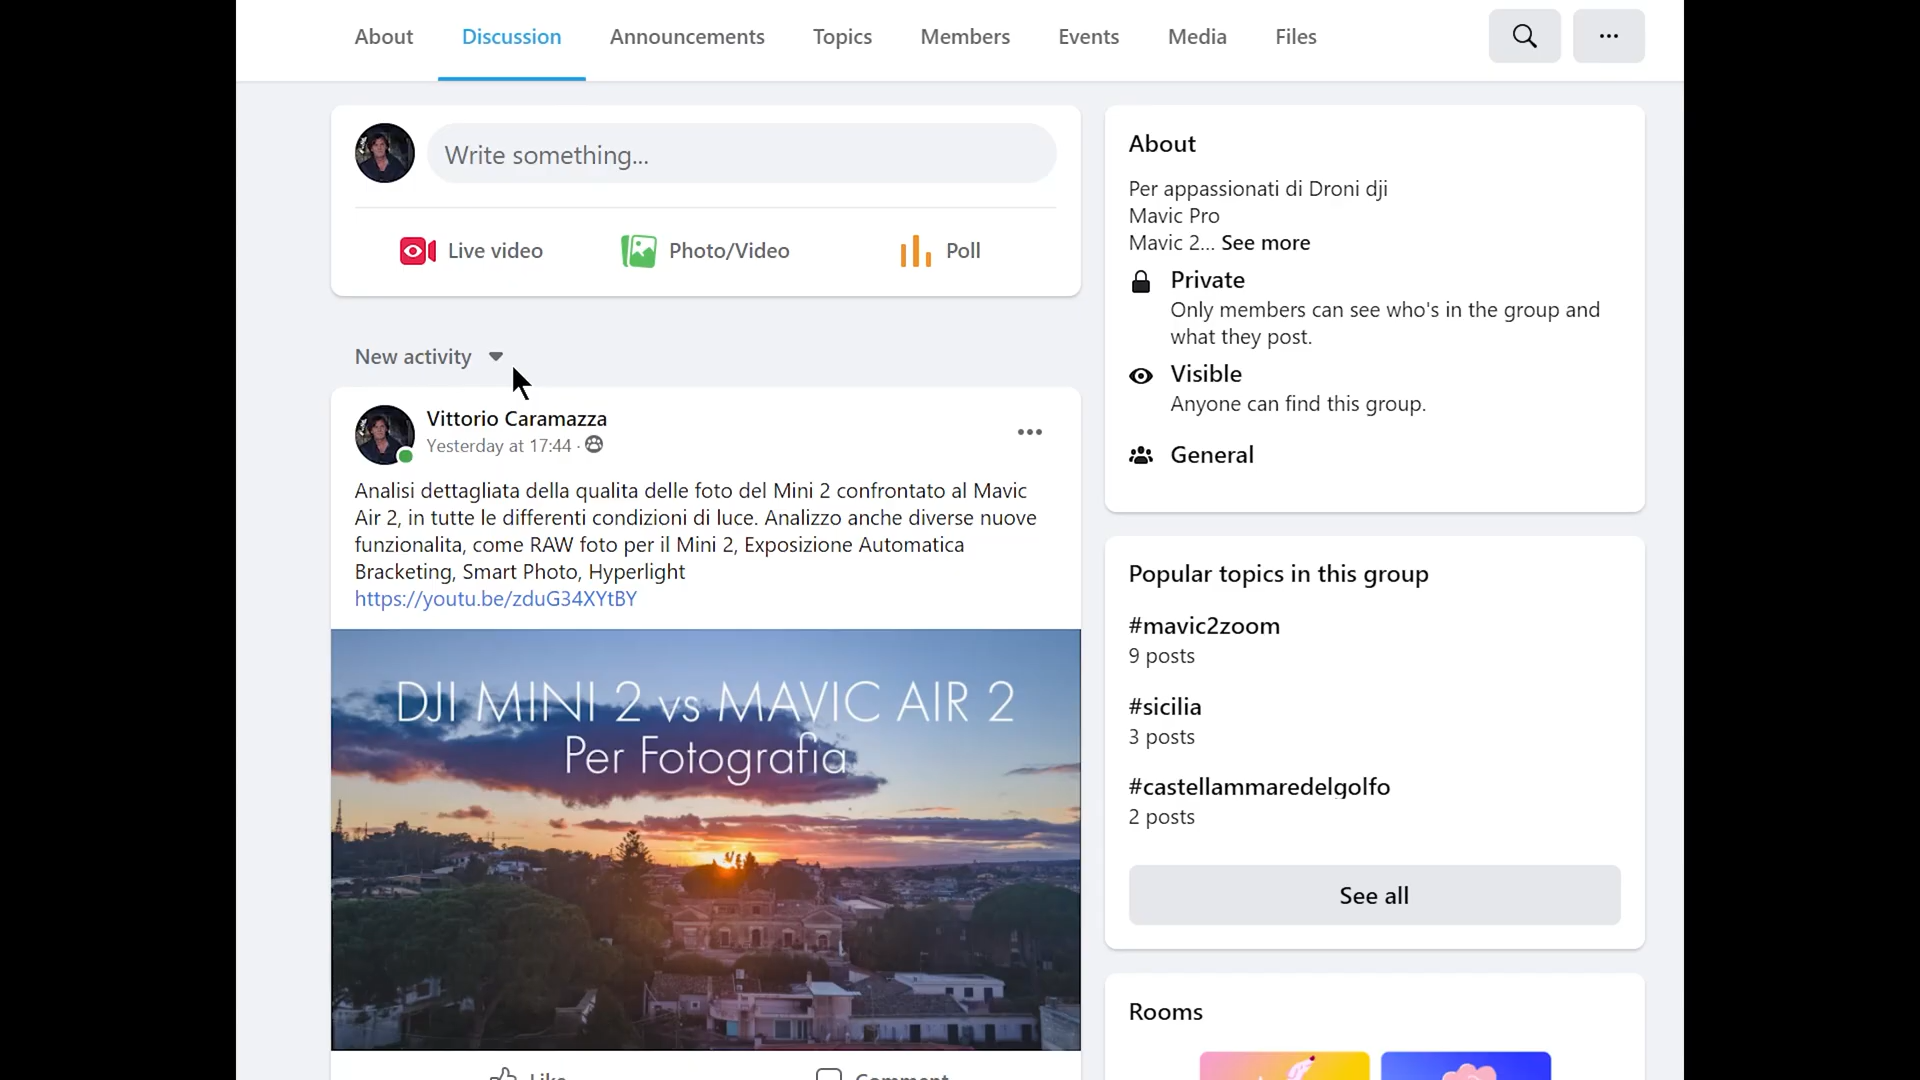 About Discussion Announcements Topics Members Events Media Files
Write something...
Live video Photo/Video Poll
New activity
Vittorio Caramazza
Yesterday at 17:44 ·
Analisi dettagliata della qualita delle foto del Mini 2 confrontato al Mavic
Air 2, in tutte le differenti condizioni di luce. Analizzo anche diverse nuove
funzionalita, come RAW foto per il Mini 2, Exposizione Automatica
Bracketing, Smart Photo, Hyperlight
https://youtu.be/zduG34XYtBY
DJI MINI 2 vs MAVIC AIR 2
Per Fotografia
Like Comment
About
Per appassionati di Droni dji
Mavic Pro
Mavic 2... See more
Private
Only members can see who's in the group and
what they post.
Visible
Anyone can find this group.
General
Popular topics in this group
#mavic2zoom
9 posts
#sicilia
3 posts
#castellammaredelgolfo
2 posts
See all
Rooms